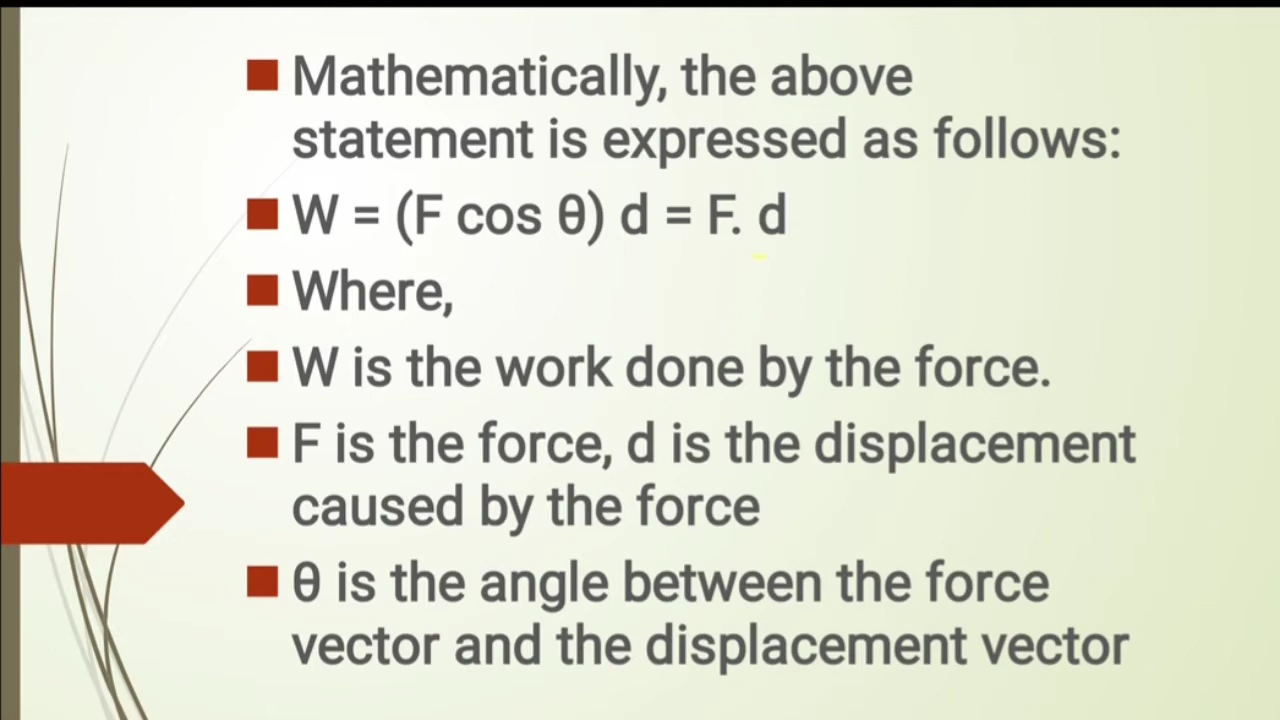 Mathematically, the above
statement is expressed as follows:
W = (F cos θ) d = F. d
Where,
W is the work done by the force.
F is the force, d is the displacement
caused by the force
θ is the angle between the force
vector and the displacement vector